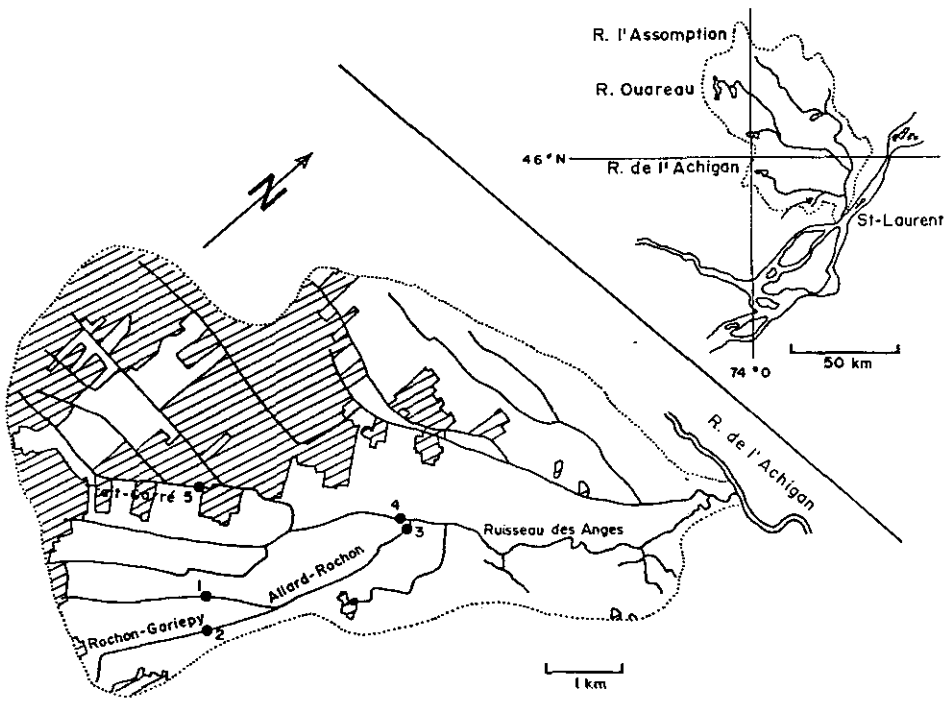 R. l'Assomption
R. Ouareau
46°N
R. de l'Achigan
St-Laurent
74°O
50 km
N
R. de l'Achigan
5
4
3
Ruisseau des Anges
Allard-Rochon
1
Rochon-Gariepy
2
1 km